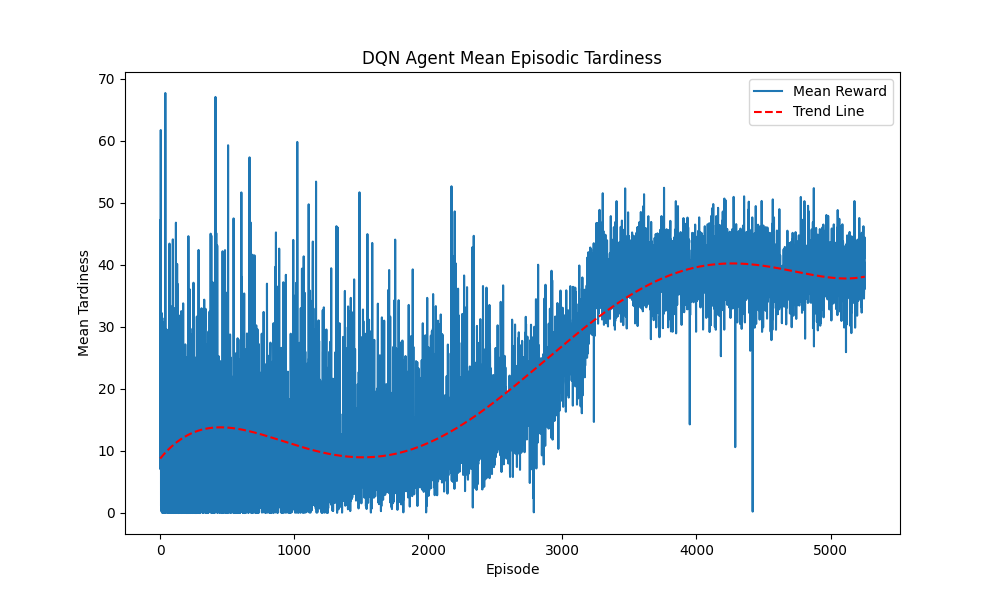 DQN Agent Mean Episodic Tardiness
Mean Reward
Trend Line
70
60
50
40
30
20
10
0
Mean Tardiness
0 1000 2000 3000 4000 5000
Episode